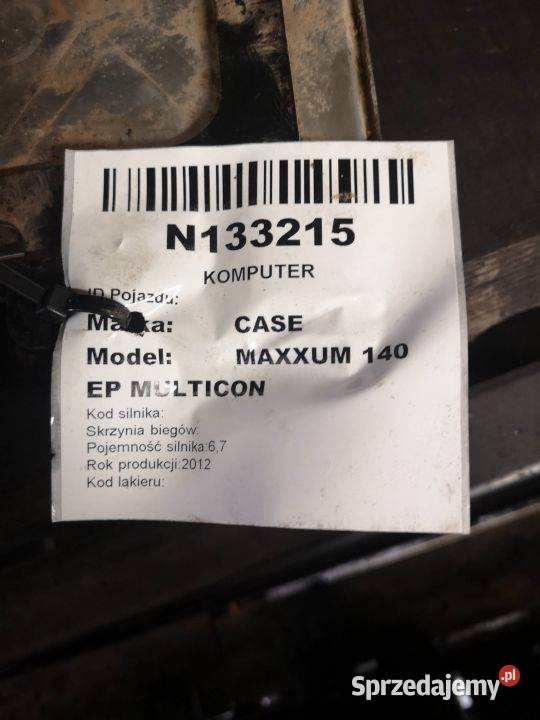 N133215
KOMPUTER
ID Pojazdu:
Marka: CASE
Model: MAXXUM 140
EP MULTICON
Kod silnika:
Skrzynia biegów:
Pojemność silnika:6,7
Rok produkcji:2012
Kod lakieru:
Sprzedajemy.pl